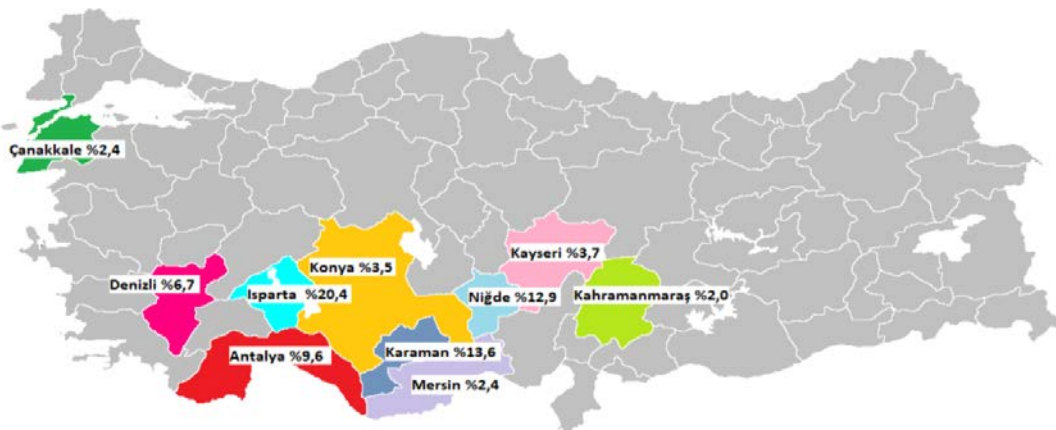 Çanakkale %2,4
Kayseri %3,7
Konya %3,5
Denizli %6,7
Isparta %20,4
Niğde %12,9
Kahramanmaraş %2,0
Antalya %9,6
Karaman %13,6
Mersin %2,4